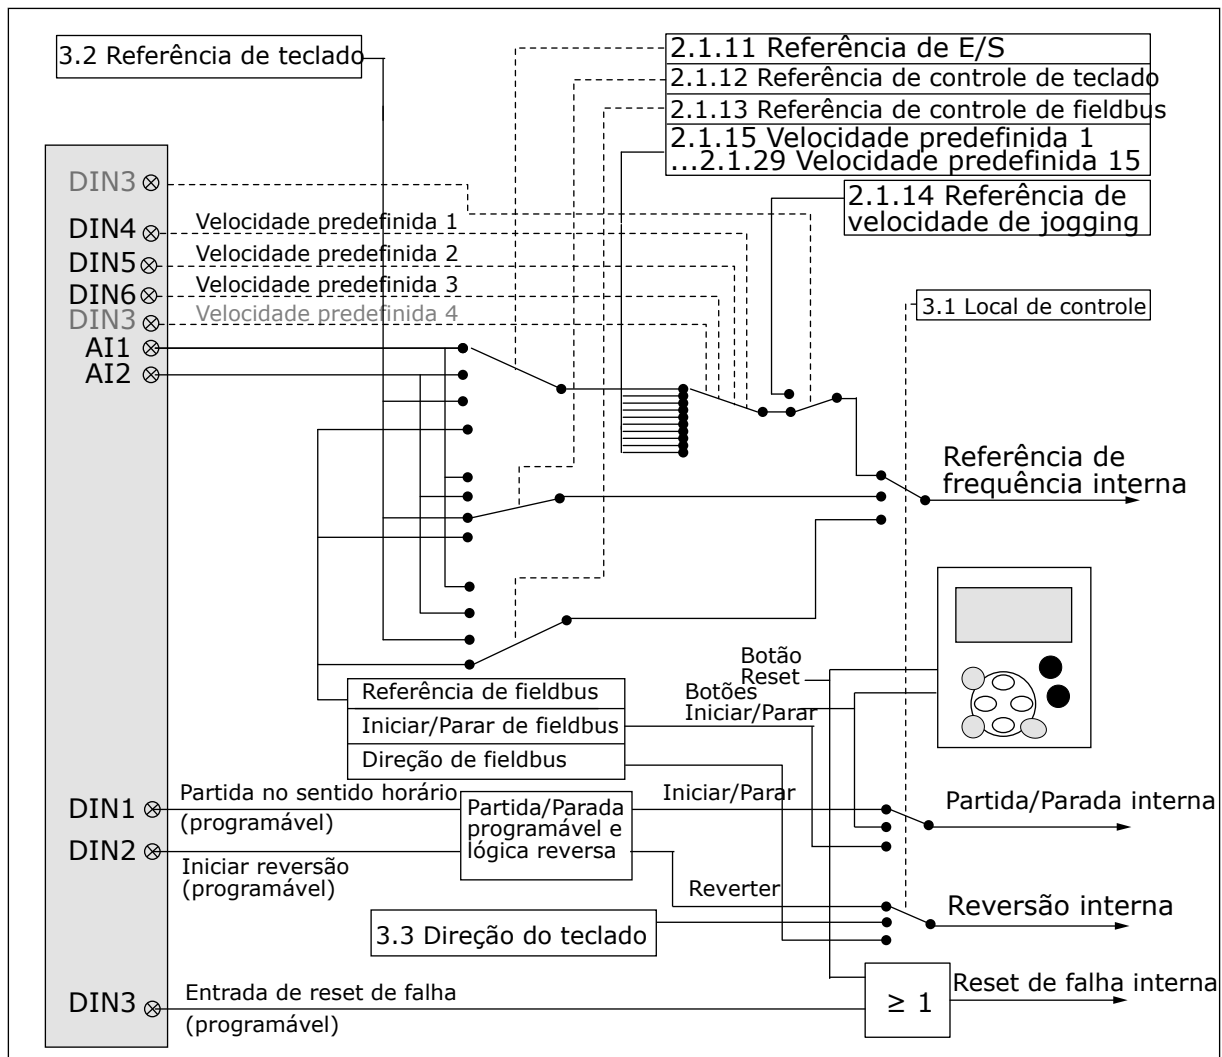 3.2 Referência de teclado
2.1.11 Referência de E/S
2.1.12 Referência de controle de teclado
2.1.13 Referência de controle de fieldbus
2.1.15 Velocidade predefinida 1
...2.1.29 Velocidade predefinida 15
2.1.14 Referência de
velocidade de jogging
3.1 Local de controle
DIN3
DIN4
Velocidade predefinida 1
DIN5
Velocidade predefinida 2
DIN6
Velocidade predefinida 3
DIN3
Velocidade predefinida 4
AI1
AI2
Referência de
frequência interna
Botão
Reset
Botões
Iniciar/Parar
Referência de fieldbus
Iniciar/Parar de fieldbus
Direção de fieldbus
DIN1
Partida no sentido horário
(programável)
DIN2
Iniciar reversão
(programável)
Partida/Parada
programável e
lógica reversa
Iniciar/Parar
Partida/Parada interna
Reverter
Reversão interna
3.3 Direção do teclado
DIN3
Entrada de reset de falha
(programável)
≥ 1
Reset de falha interna